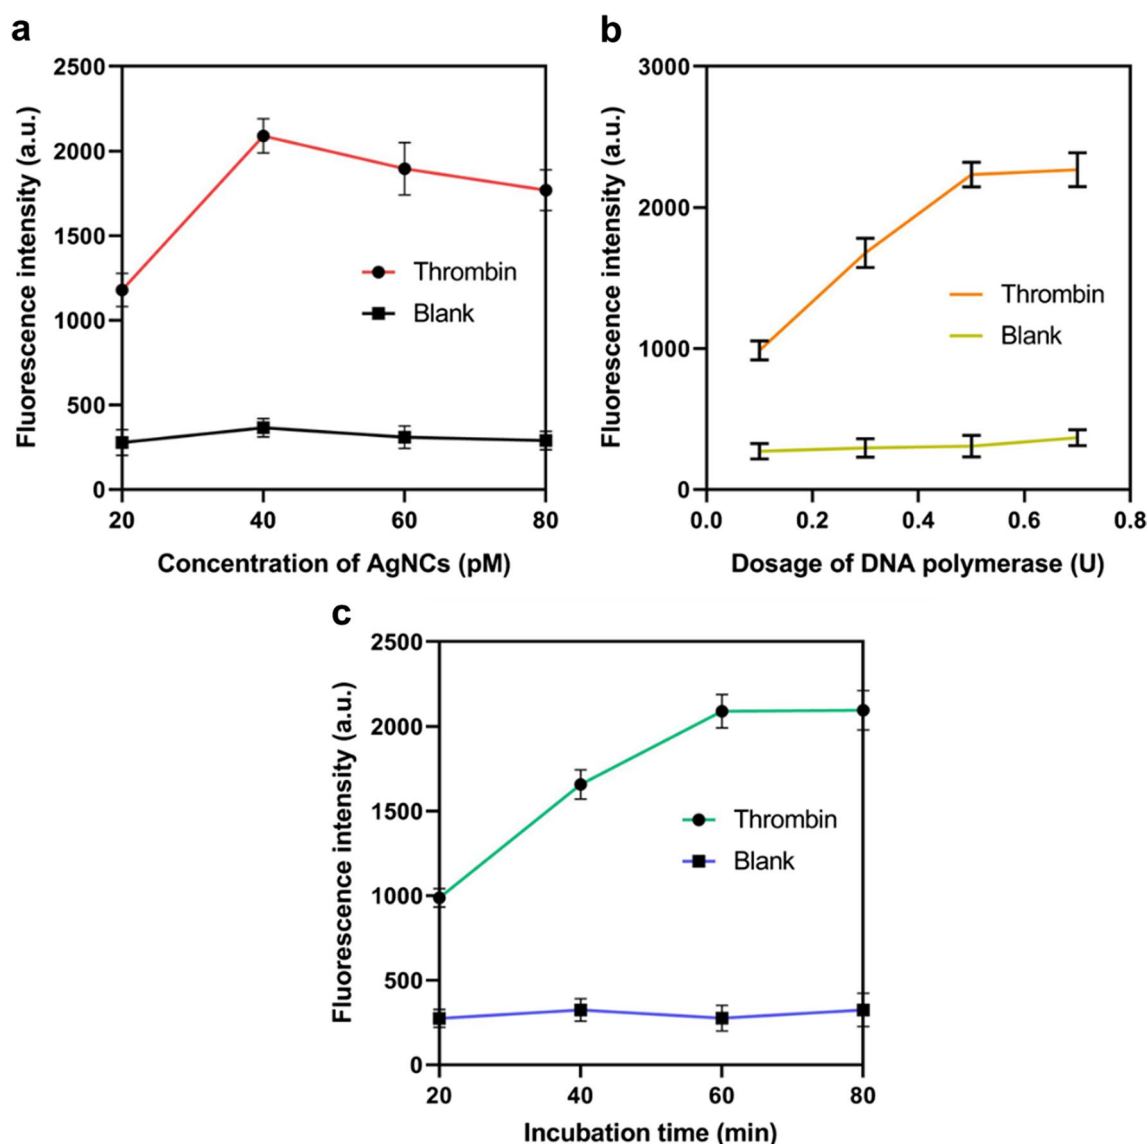 a
Fluorescence intensity (a.u.)
2500
2000
1500
1000
500
0
20 40 60 80
Concentration of AgNCs (pM)
Thrombin
Blank
b
Fluorescence intensity (a.u.)
3000
2000
1000
0
0.0 0.2 0.4 0.6 0.8
Dosage of DNA polymerase (U)
Thrombin
Blank
c
Fluorescence intensity (a.u.)
2500
2000
1500
1000
500
0
20 40 60 80
Incubation time (min)
Thrombin
Blank